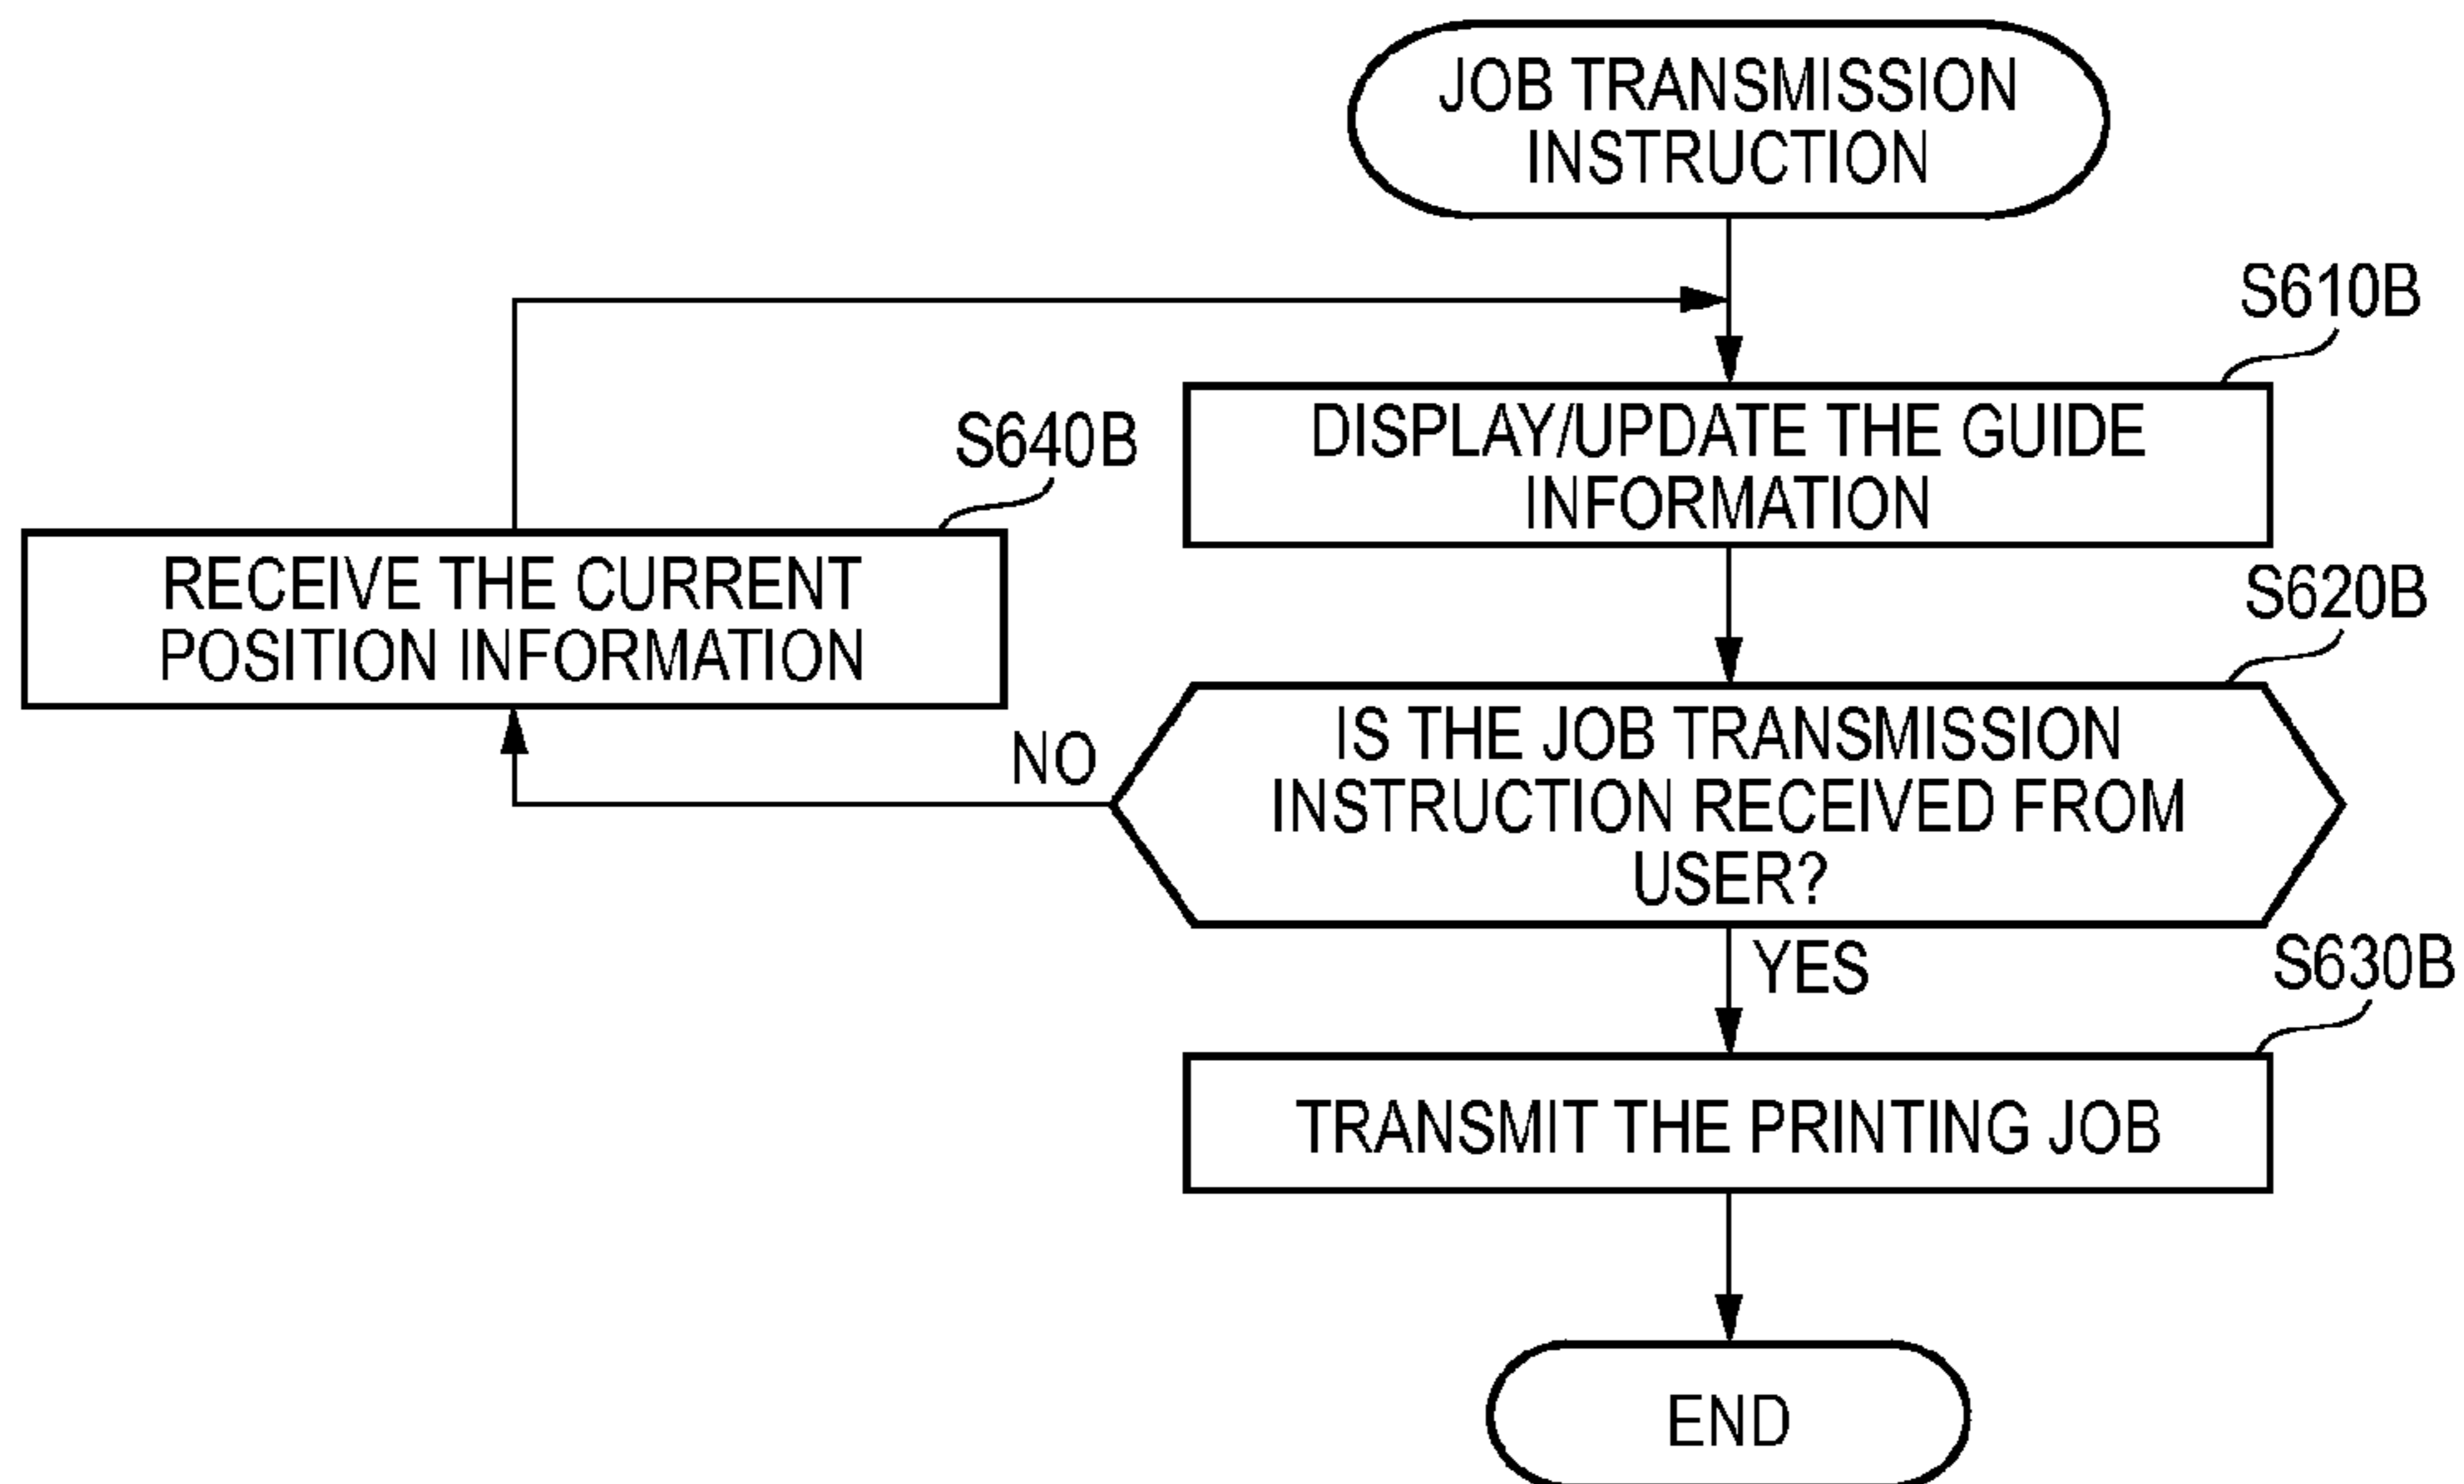 JOB TRANSMISSION
INSTRUCTION
S610B
DISPLAY/UPDATE THE GUIDE
INFORMATION
S640B
RECEIVE THE CURRENT
POSITION INFORMATION
S620B
IS THE JOB TRANSMISSION
INSTRUCTION RECEIVED FROM
USER?
NO
YES
S630B
TRANSMIT THE PRINTING JOB
END